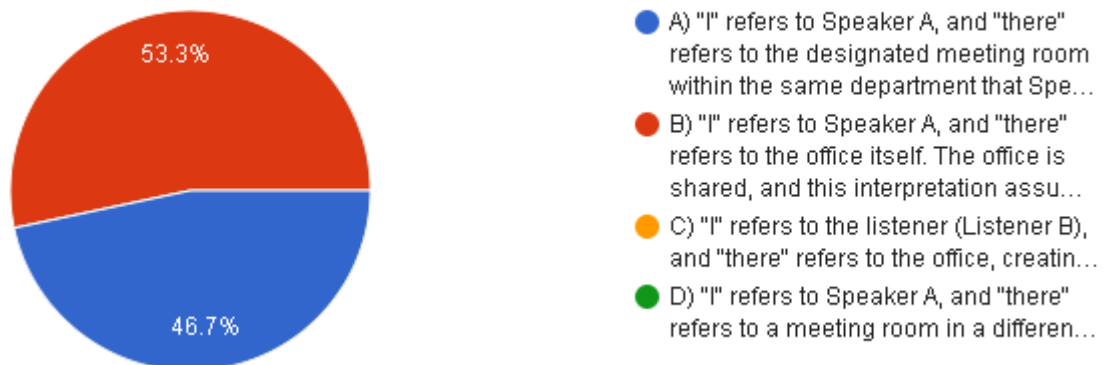 53.3%
46.7%
A) "I" refers to Speaker A, and "there"
refers to the designated meeting room
within the same department that Spe...
B) "I" refers to Speaker A, and "there"
refers to the office itself. The office is
shared, and this interpretation assu...
C) "I" refers to the listener (Listener B),
and "there" refers to the office, creatin...
D) "I" refers to Speaker A, and "there"
refers to a meeting room in a differen...